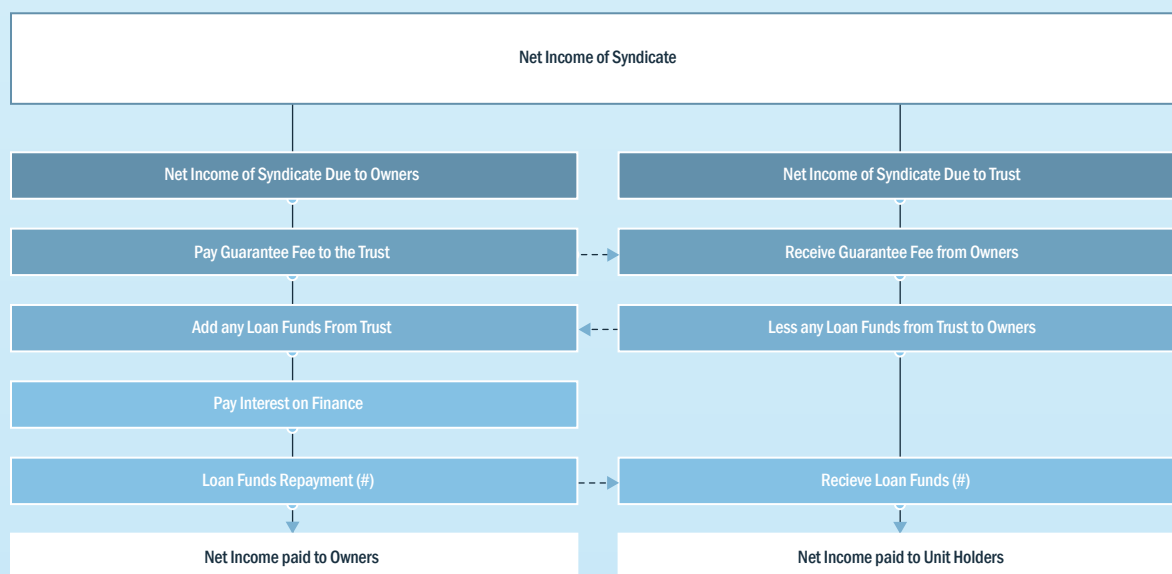 Net Income of Syndicate
Net Income of Syndicate Due to Owners
Net Income of Syndicate Due to Trust
Pay Guarantee Fee to the Trust
Receive Guarantee Fee from Owners
Add any Loan Funds From Trust
Less any Loan Funds from Trust to Owners
Pay Interest on Finance
Loan Funds Repayment (#)
Recieve Loan Funds (#)
Net Income paid to Owners
Net Income paid to Unit Holders